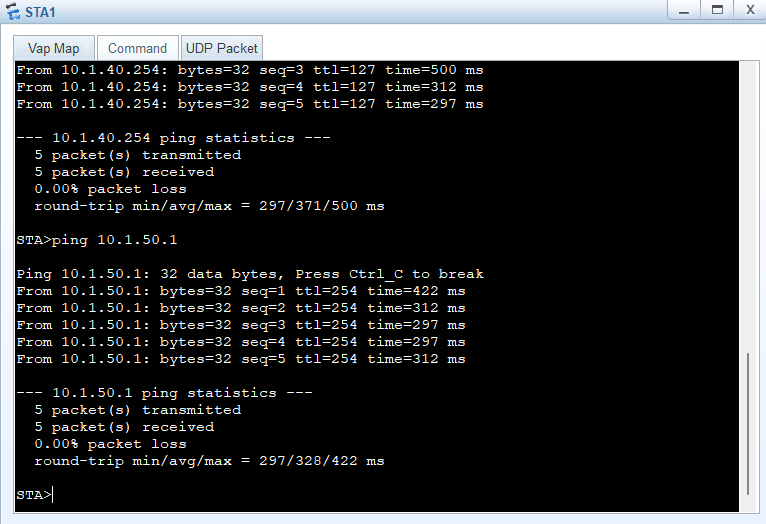 STA1
Vap Map
Command
UDP Packet
From 10.1.40.254: bytes=32 seq=3 ttl=127 time=500 ms
From 10.1.40.254: bytes=32 seq=4 ttl=127 time=312 ms
From 10.1.40.254: bytes=32 seq=5 ttl=127 time=297 ms
--- 10.1.40.254 ping statistics ---
5 packet(s) transmitted
5 packet(s) received
0.00% packet loss
round-trip min/avg/max = 297/371/500 ms
STA>ping 10.1.50.1
Ping 10.1.50.1: 32 data bytes, Press Ctrl_C to break
From 10.1.50.1: bytes=32 seq=1 ttl=254 time=422 ms
From 10.1.50.1: bytes=32 seq=2 ttl=254 time=312 ms
From 10.1.50.1: bytes=32 seq=3 ttl=254 time=297 ms
From 10.1.50.1: bytes=32 seq=4 ttl=254 time=297 ms
From 10.1.50.1: bytes=32 seq=5 ttl=254 time=312 ms
--- 10.1.50.1 ping statistics ---
5 packet(s) transmitted
5 packet(s) received
0.00% packet loss
round-trip min/avg/max = 297/328/422 ms
STA>